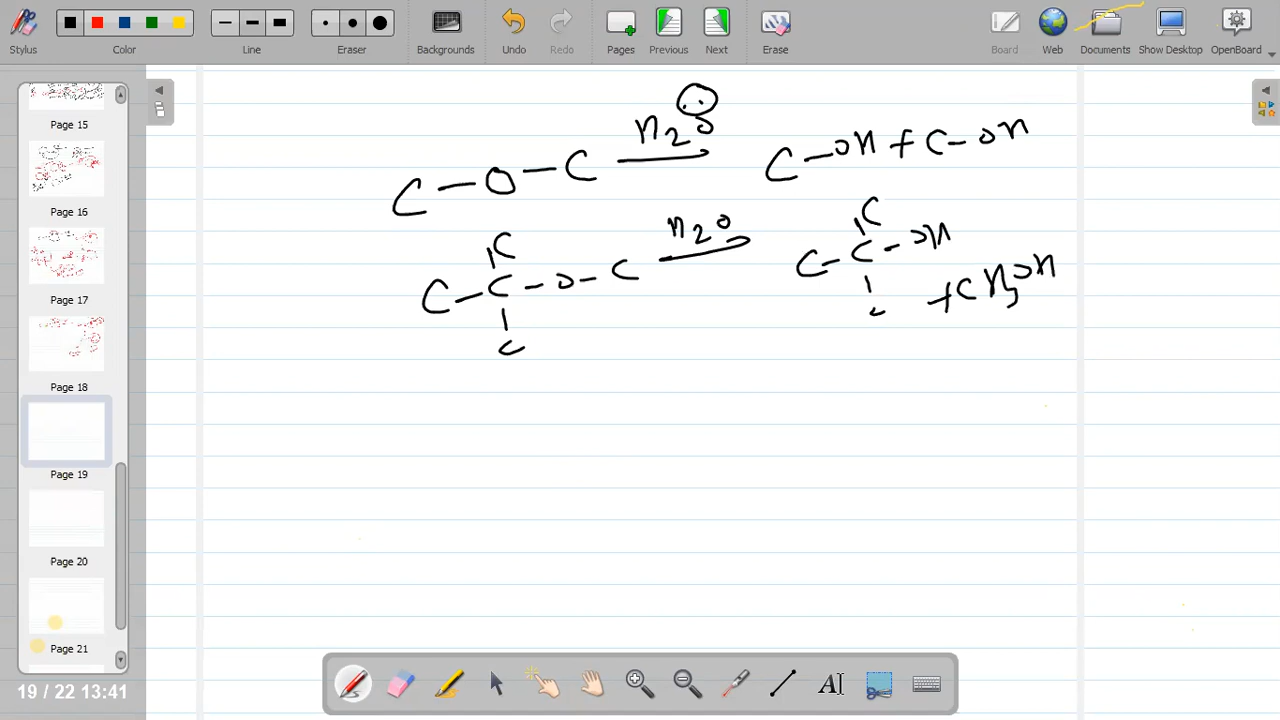 Stylus
Color
Line
Eraser
Backgrounds
Undo
Redo
Pages
Previous
Next
Erase
Board
Web
Documents
Show Desktop
OpenBoard
Page 15
Page 16
Page 17
Page 18
Page 19
Page 20
Page 21
19 / 22 13:41
C - O - C H2O → C - OH + C - OH
C C
C - C - O - C H2O → C - C - OH
+ CH3OH
C C